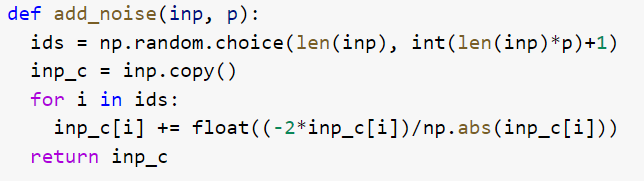 def add_noise(inp, p):
  ids = np.random.choice(len(inp), int(len(inp)*p)+1)
  inp_c = inp.copy()
  for i in ids:
    inp_c[i] += float((-2*inp_c[i])/np.abs(inp_c[i]))
  return inp_c